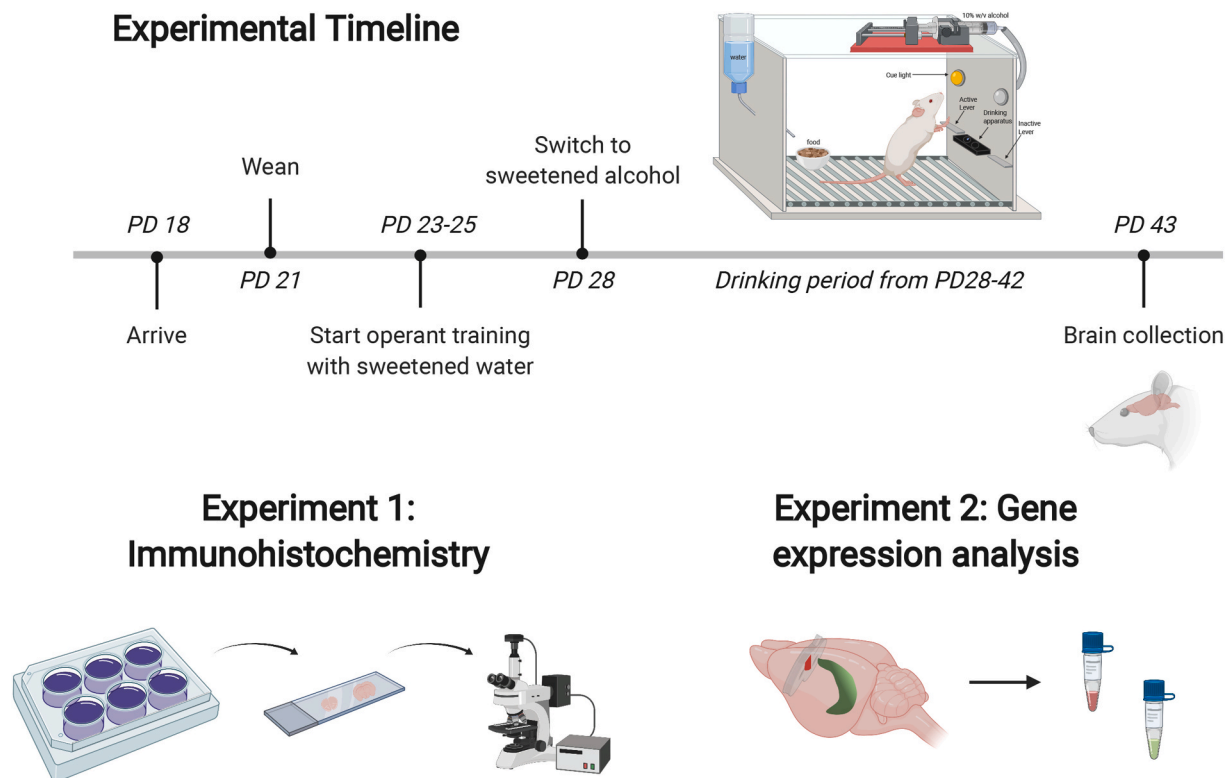 Experimental Timeline
10% w/v alcohol
water
Cue light
Active
Lever
Drinking
apparatus
Inactive
Lever
food
Wean
Switch to
sweetened alcohol
PD 18
PD 23-25
PD 43
PD 21
PD 28
Drinking period from PD28-42
Arrive
Start operant training
with sweetened water
Brain collection
Experiment 1:
Immunohistochemistry
Experiment 2: Gene
expression analysis